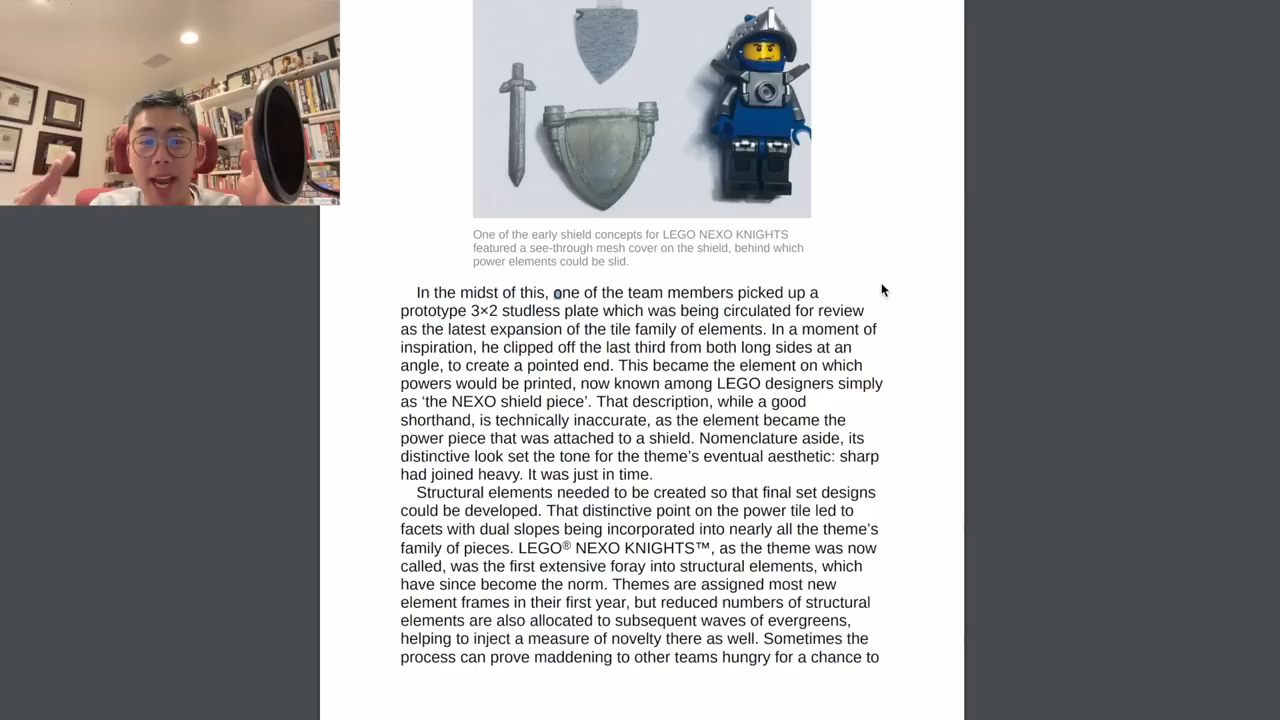 One of the early shield concepts for LEGO NEXO KNIGHTS
featured a see-through mesh cover on the shield, behind which
power elements could be slid.
In the midst of this, one of the team members picked up a
prototype 3×2 studless plate which was being circulated for review
as the latest expansion of the tile family of elements. In a moment of
inspiration, he clipped off the last third from both long sides at an
angle, to create a pointed end. This became the element on which
powers would be printed, now known among LEGO designers simply
as ‘the NEXO shield piece’. That description, while a good
shorthand, is technically inaccurate, as the element became the
power piece that was attached to a shield. Nomenclature aside, its
distinctive look set the tone for the theme’s eventual aesthetic: sharp
had joined heavy. It was just in time.
Structural elements needed to be created so that final set designs
could be developed. That distinctive point on the power tile led to
facets with dual slopes being incorporated into nearly all the theme’s
family of pieces. LEGO® NEXO KNIGHTS™, as the theme was now
called, was the first extensive foray into structural elements, which
have since become the norm. Themes are assigned most new
element frames in their first year, but reduced numbers of structural
elements are also allocated to subsequent waves of evergreens,
helping to inject a measure of novelty there as well. Sometimes the
process can prove maddening to other teams hungry for a chance to